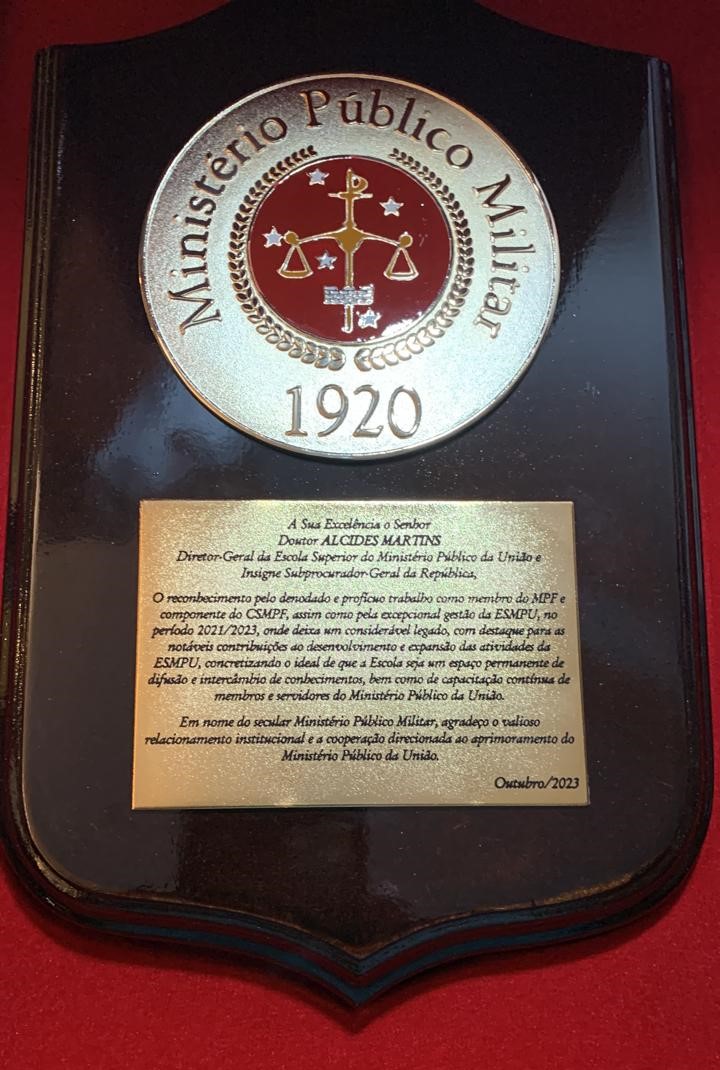 Ministério Público Militar
1920
A Sua Excelência o Senhor
Doutor ALCIDES MARTINS
Diretor-Geral da Escola Superior do Ministério Público da União e
Insigne Subprocurador-Geral da República,
O reconhecimento pelo denodado e profícuo trabalho como membro do MPF e
componente do CSMPF, assim como pela excepcional gestão da ESMPU, no
período 2021/2023, onde deixa um considerável legado, com destaque para as
notáveis contribuições ao desenvolvimento e expansão das atividades da
ESMPU, concretizando o ideal de que a Escola seja um espaço permanente de
difusão e intercâmbio de conhecimentos, bem como de capacitação contínua de
membros e servidores do Ministério Público da União.
Em nome do secular Ministério Público Militar, agradeço o valioso
relacionamento institucional e a cooperação direcionada ao aprimoramento do
Ministério Público da União.
Outubro/2023